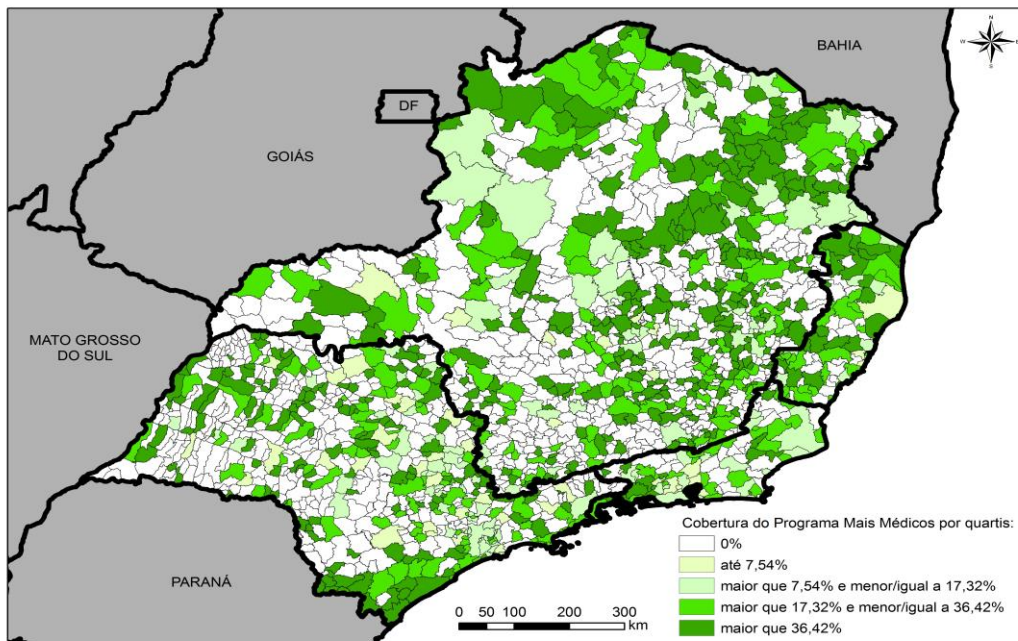 BAHIA
N
W
E
S
DF
GOIÁS
MATO GROSSO
DO SUL
PARANÁ
Cobertura do Programa Mais Médicos por quartis:
0%
até 7,54%
maior que 7,54% e menor/igual a 17,32%
maior que 17,32% e menor/igual a 36,42%
maior que 36,42%
0 50 100 200 300
km